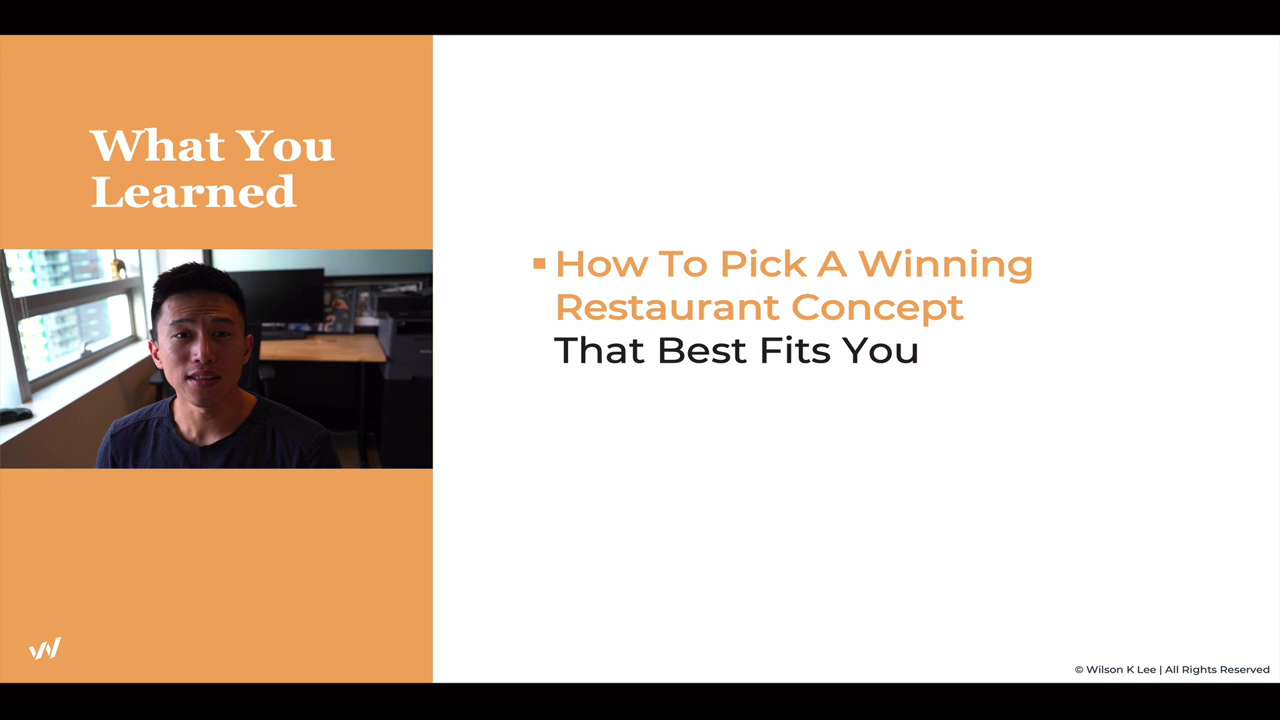 What You
Learned
How To Pick A Winning
Restaurant Concept
That Best Fits You
© Wilson K Lee | All Rights Reserved